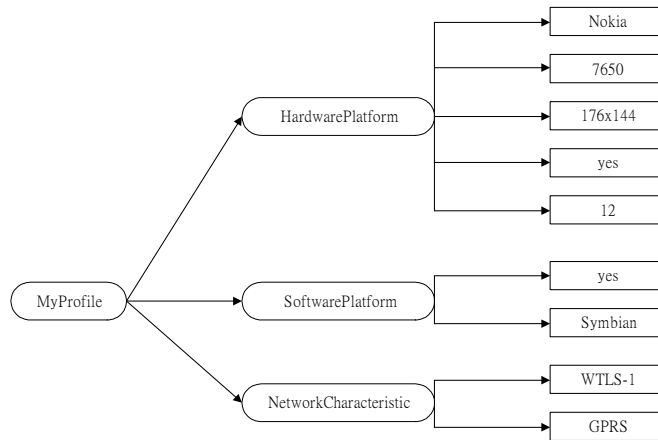 MyProfile
HardwarePlatform
Nokia
7650
176x144
yes
12
SoftwarePlatform
yes
Symbian
NetworkCharacteristic
WTLS-1
GPRS